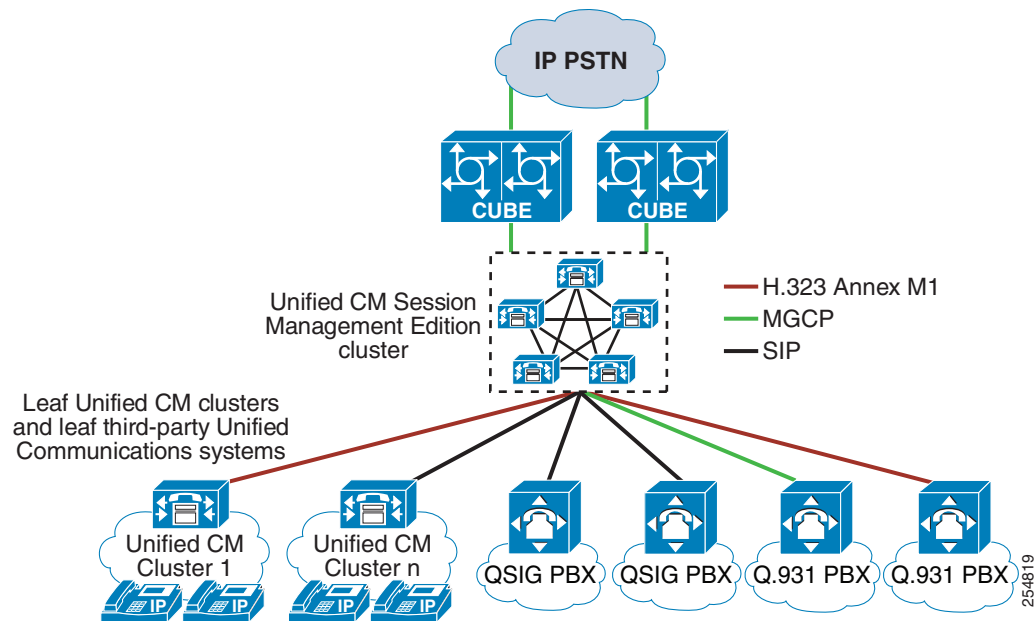 IP PSTN
CUBE
CUBE
Unified CM Session
Management Edition
cluster
H.323 Annex M1
MGCP
SIP
Leaf Unified CM clusters
and leaf third-party Unified
Communications systems
Unified CM
Cluster 1
IP
IP
Unified CM
Cluster n
IP
IP
QSIG PBX
QSIG PBX
Q.931 PBX
Q.931 PBX
254819